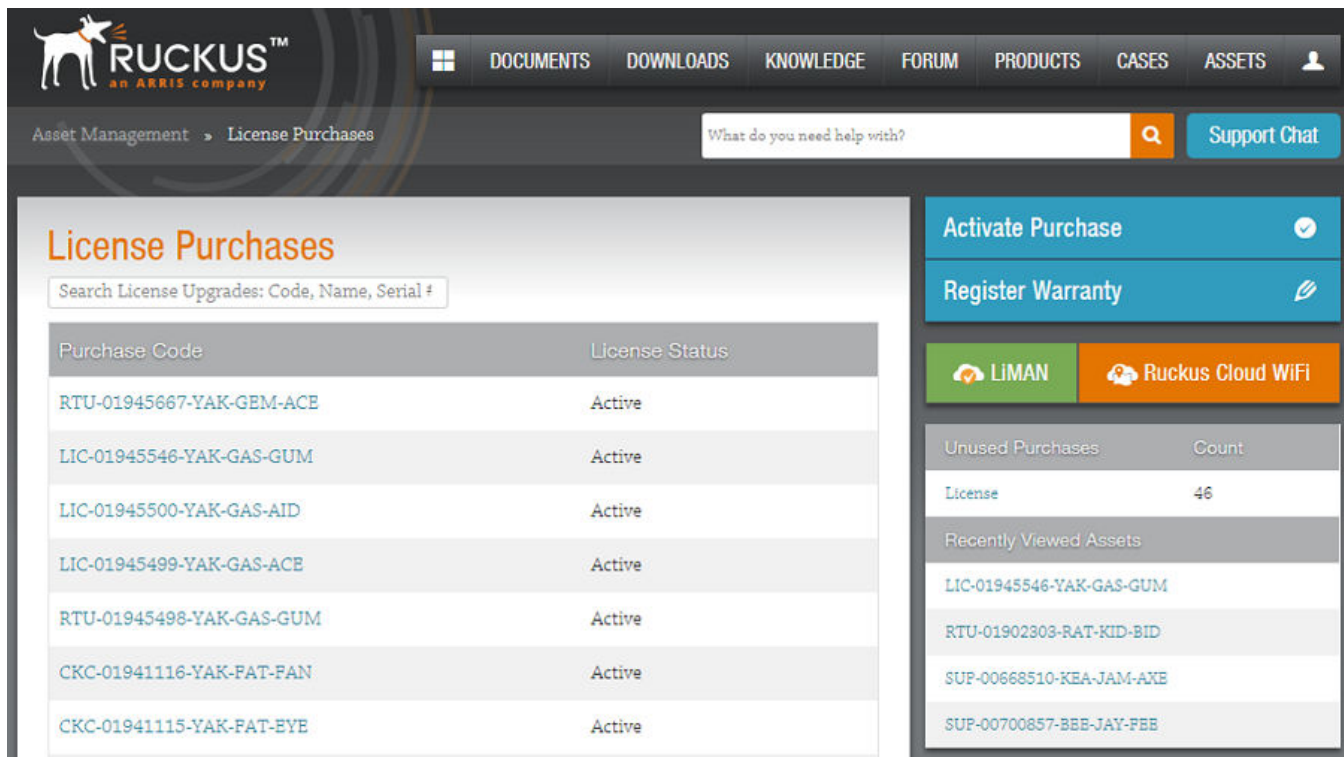 RUCKUS™
an ARRIS company
DOCUMENTS DOWNLOADS KNOWLEDGE FORUM PRODUCTS CASES ASSETS
Asset Management » License Purchases
What do you need help with?
Support Chat
License Purchases
Search License Upgrades: Code, Name, Serial #
Purchase Code License Status
RTU-01945667-YAK-GEM-ACE Active
LIC-01945546-YAK-GAS-GUM Active
LIC-01945500-YAK-GAS-AID Active
LIC-01945499-YAK-GAS-ACE Active
RTU-01945498-YAK-GAS-GUM Active
CKC-01941116-YAK-FAT-FAN Active
CKC-01941115-YAK-FAT-EYE Active
Activate Purchase
Register Warranty
LiMAN
Ruckus Cloud WiFi
Unused Purchases Count
License 46
Recently Viewed Assets
LIC-01945546-YAK-GAS-GUM
RTU-01902303-RAT-KID-BID
SUP-00668510-KEA-JAM-AXE
SUP-00700857-BEE-JAY-FEE